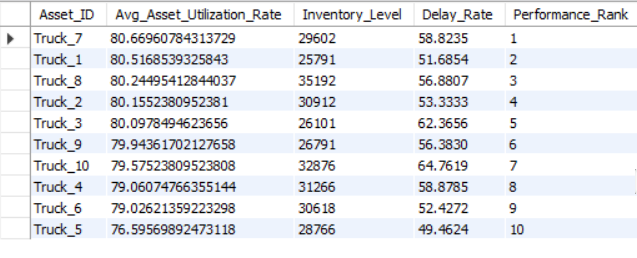 Asset_ID Avg_Asset_Utilization_Rate Inventory_Level Delay_Rate Performance_Rank
Truck_7 80.66960784313729 29602 58.8235 1
Truck_1 80.5168539325843 25791 51.6854 2
Truck_8 80.24495412844037 35192 56.8807 3
Truck_2 80.1552380952381 30912 53.3333 4
Truck_3 80.0978494623656 26101 62.3656 5
Truck_9 79.94361702127658 26791 56.3830 6
Truck_10 79.57523809523808 32876 64.7619 7
Truck_4 79.06074766355144 31266 58.8785 8
Truck_6 79.02621359223298 30618 52.4272 9
Truck_5 76.59569892473118 28766 49.4624 10